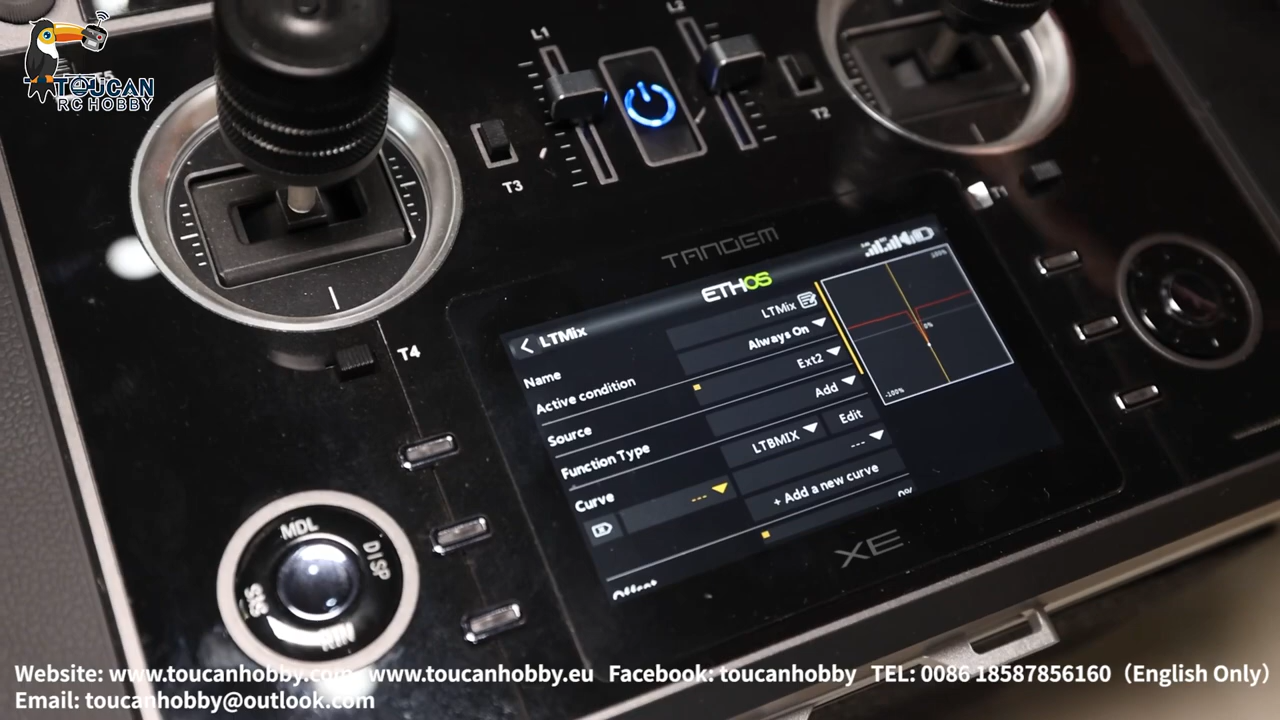 TOUCAN
RC HOBBY
L1
L2
T2
T3
T4
T1
TANDEM
ETHOS
LTMix
Name
LTMix
Active condition
Always On
Source
Ext2
Function Type
Add
Curve
LTBMIX
Edit
---
---
+ Add a new curve
Offset
0%
100%
0%
-100%
XE
MDL
DISP
SYS
RTN
Website: www.toucanhobby.com www.toucanhobby.eu Facebook: toucanhobby TEL: 0086 18587856160（English Only）
Email: toucanhobby@outlook.com